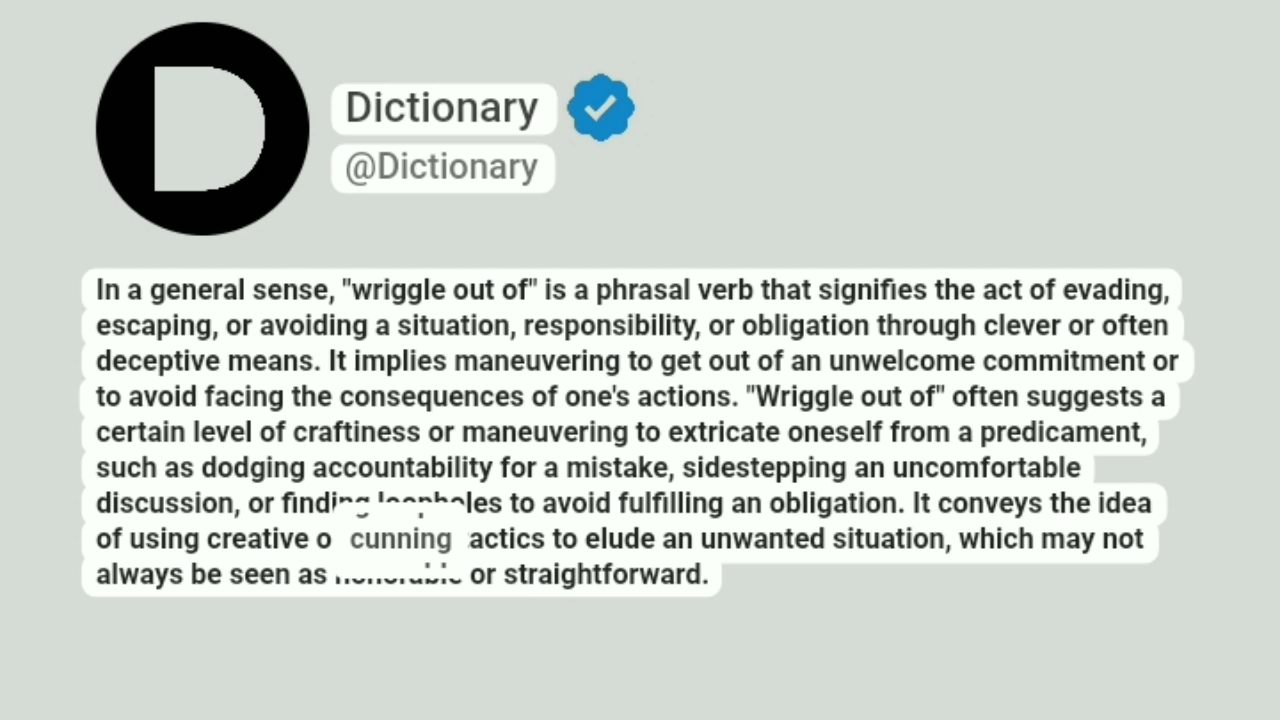 D
Dictionary
@Dictionary
In a general sense, "wriggle out of" is a phrasal verb that signifies the act of evading,
escaping, or avoiding a situation, responsibility, or obligation through clever or often
deceptive means. It implies maneuvering to get out of an unwelcome commitment or
to avoid facing the consequences of one's actions. "Wriggle out of" often suggests a
certain level of craftiness or maneuvering to extricate oneself from a predicament,
such as dodging accountability for a mistake, sidestepping an uncomfortable
discussion, or finding loopholes to avoid fulfilling an obligation. It conveys the idea
of using creative o cunning actics to elude an unwanted situation, which may not
always be seen as honorable or straightforward.